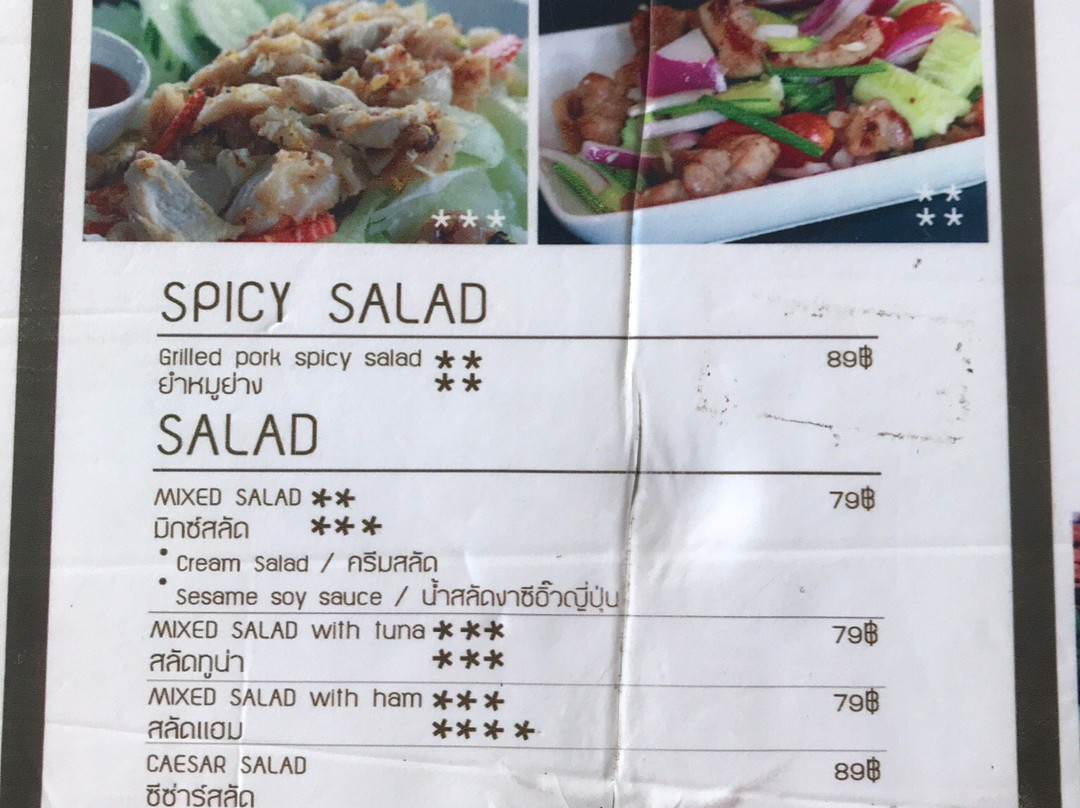 ***
**
**
SPICY SALAD
Grilled pork spicy salad ** 89฿
ยำหมูย่าง **
SALAD
MIXED SALAD ** 79฿
มิกซ์สลัด ***
• Cream Salad / ครีมสลัด
• Sesame soy sauce / น้ำสลัดงาซีอิ๊วญี่ปุ่น
MIXED SALAD with tuna *** 79฿
สลัดทูน่า ***
MIXED SALAD with ham *** 79฿
สลัดแฮม ****
CAESAR SALAD 89฿
ซีซ่าร์สลัด